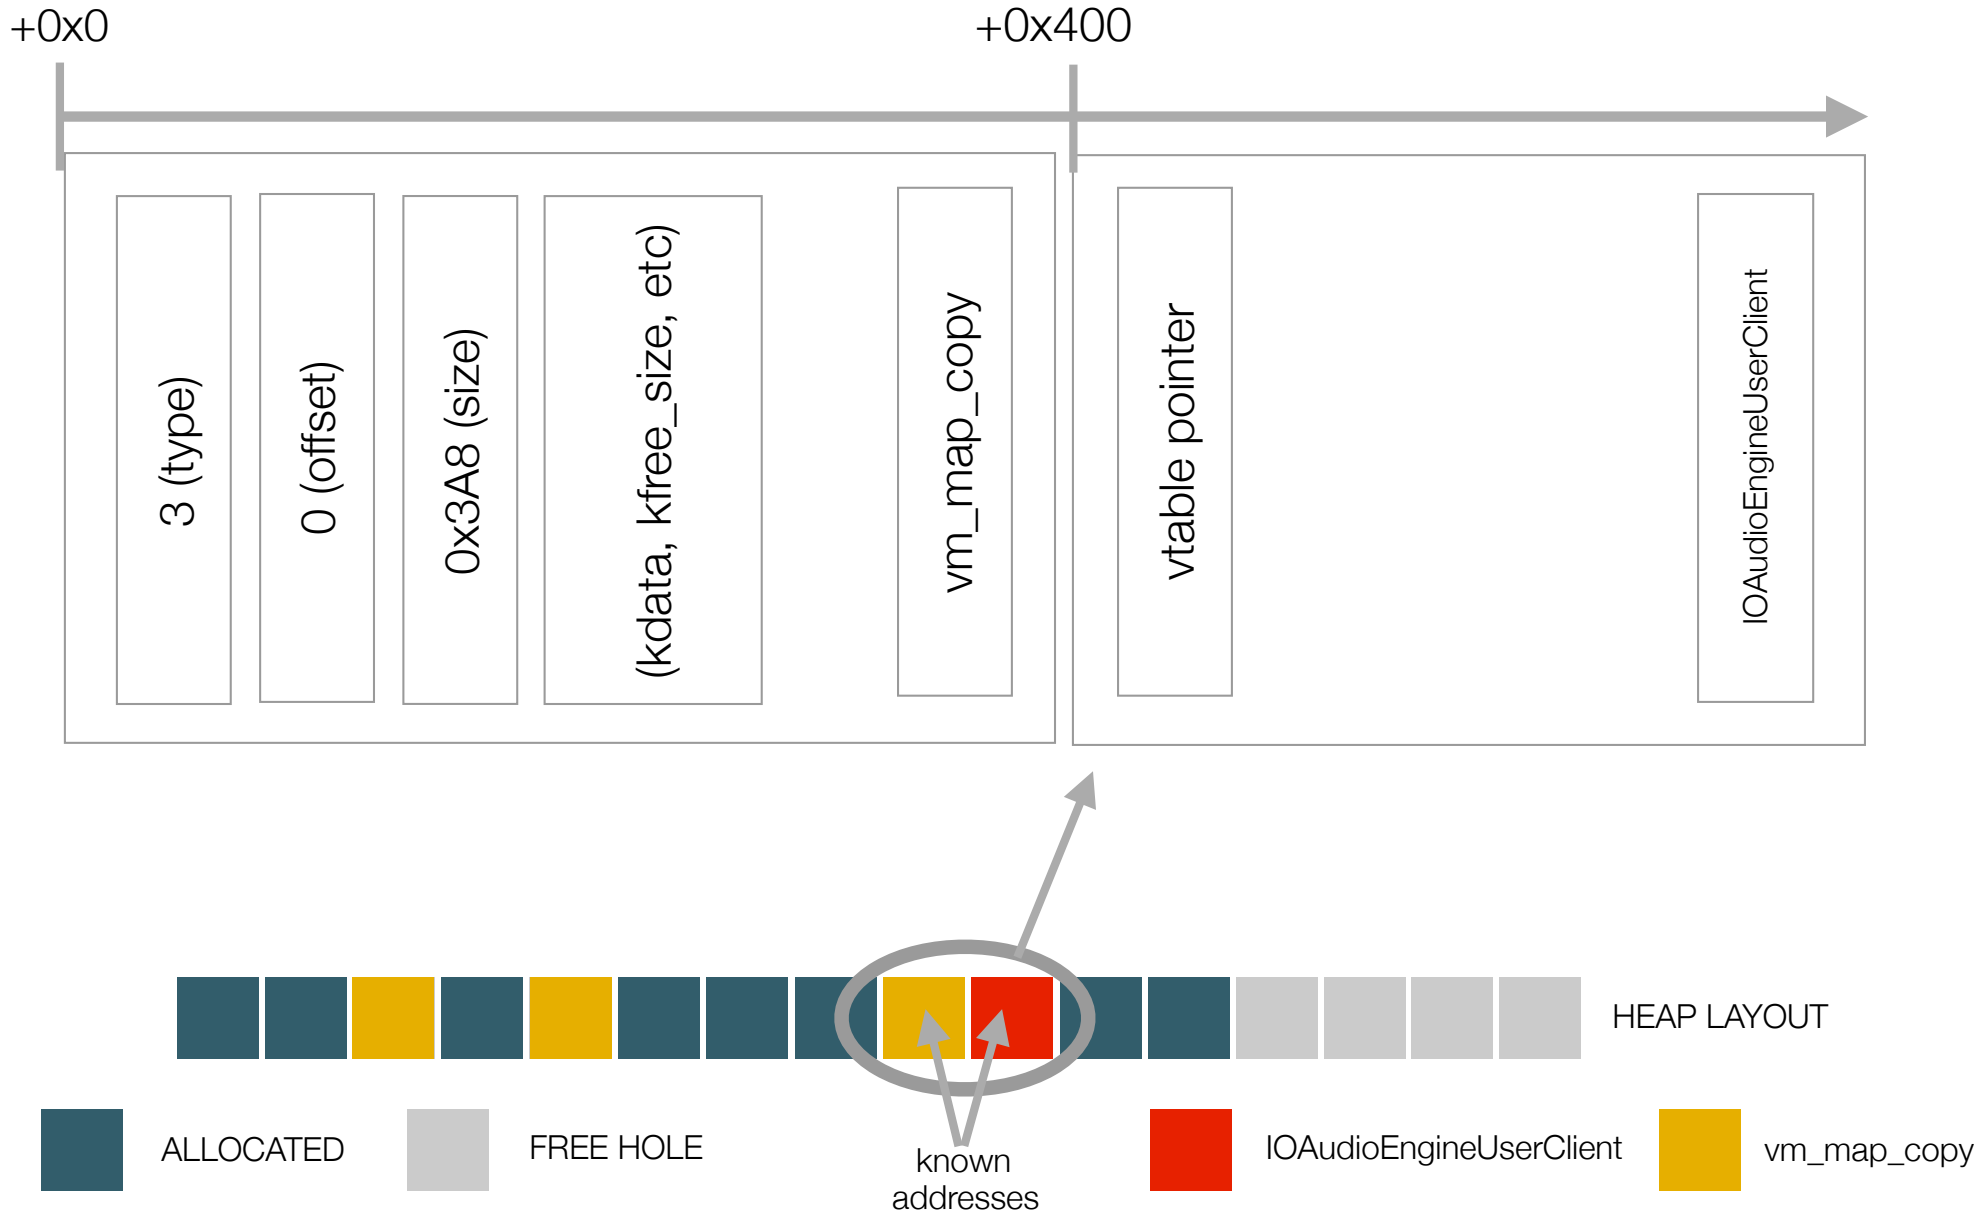 +0x0
+0x400
3 (type)
0 (offset)
0x3A8 (size)
(kdata, kfree_size, etc)
vm_map_copy
vtable pointer
IOAudioEngineUserClient
HEAP LAYOUT
ALLOCATED
FREE HOLE
known
addresses
IOAudioEngineUserClient
vm_map_copy